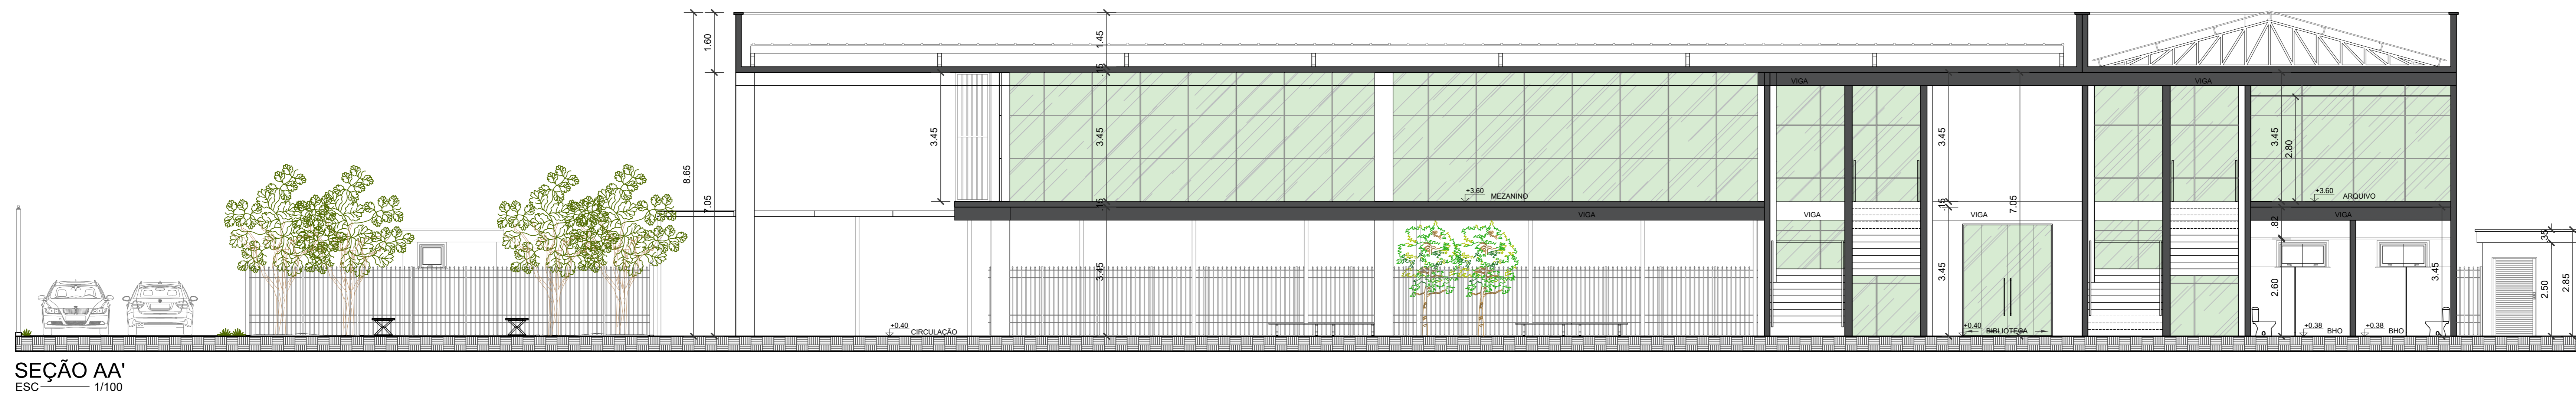 8.65
1.60
7.05
3.45
1.45
.15
3.45
.15
3.45
+3.60
MEZANINO
VIGA
+0.40
CIRCULAÇÃO
VIGA
VIGA
3.45
.15
3.45
7.05
VIGA
+0.40
BIBLIOTECA
VIGA
3.45
2.80
+3.60
ARQUIVO
VIGA
.82
2.60
3.45
+0.38
BHO
+0.38
BHO
.35
2.50
2.85
SEÇÃO AA'
ESC 1/100